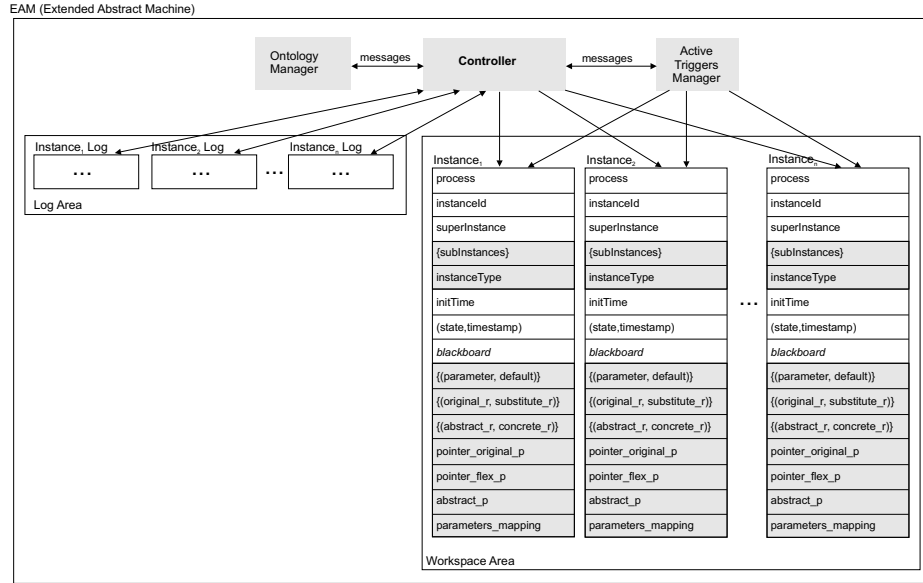 EAM (Extended Abstract Machine)
Ontology
Manager
messages
Controller
messages
Active
Triggers
Manager
Instance₁ Log
Instance₂ Log
Instanceₙ Log
...
...
...
...
Log Area
Instance₁
process
instanceId
superInstance
{subInstances}
instanceType
initTime
(state,timestamp)
blackboard
{(parameter, default)}
{(original_r, substitute_r)}
{(abstract_r, concrete_r)}
pointer_original_p
pointer_flex_p
abstract_p
parameters_mapping
Instance₂
process
instanceId
superInstance
{subInstances}
instanceType
initTime
(state,timestamp)
blackboard
{(parameter, default)}
{(original_r, substitute_r)}
{(abstract_r, concrete_r)}
pointer_original_p
pointer_flex_p
abstract_p
parameters_mapping
...
Instanceₙ
process
instanceId
superInstance
{subInstances}
instanceType
initTime
(state,timestamp)
blackboard
{(parameter, default)}
{(original_r, substitute_r)}
{(abstract_r, concrete_r)}
pointer_original_p
pointer_flex_p
abstract_p
parameters_mapping
Workspace Area